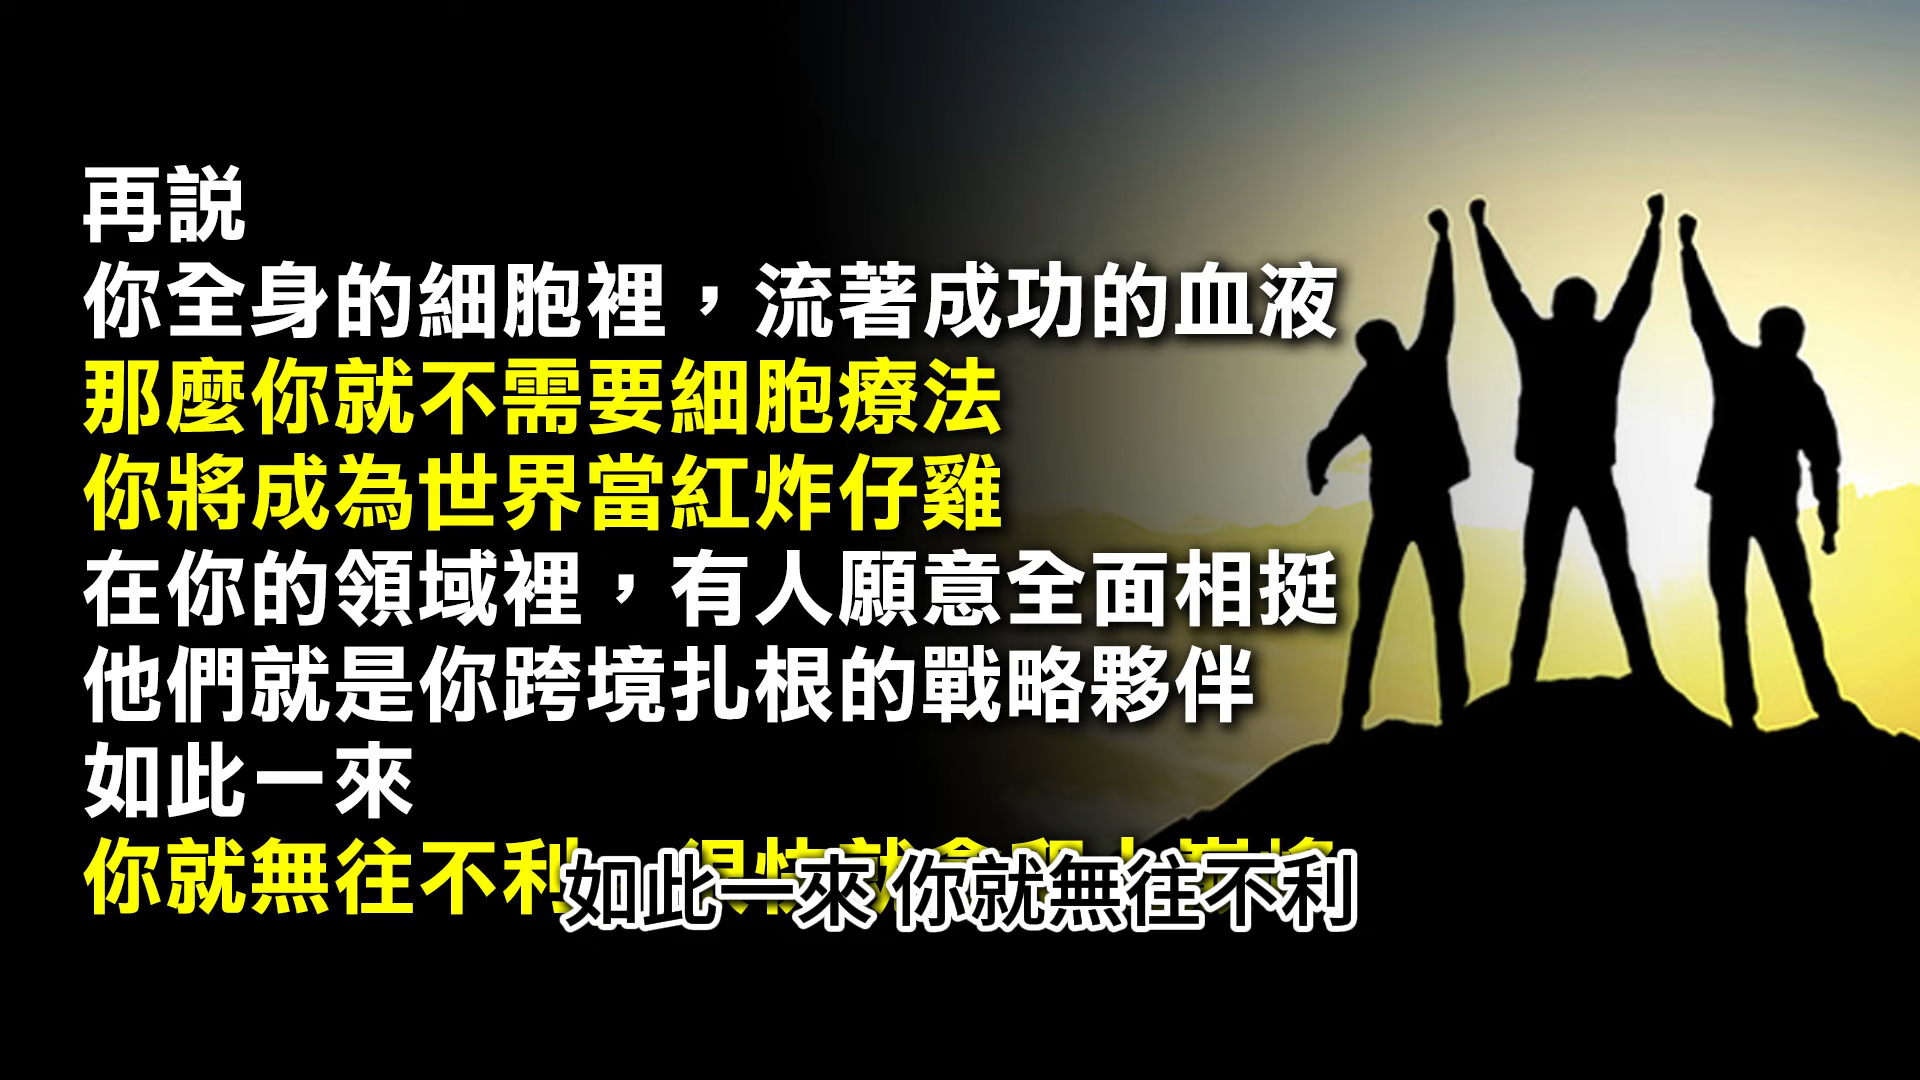 再説
你全身的細胞裡，流著成功的血液
那麼你就不需要細胞療法
你將成為世界當紅炸仔雞
在你的領域裡，有人願意全面相挺
他們就是你跨境扎根的戰略夥伴
如此一來
你就無往不利
如此一來 你就無往不利